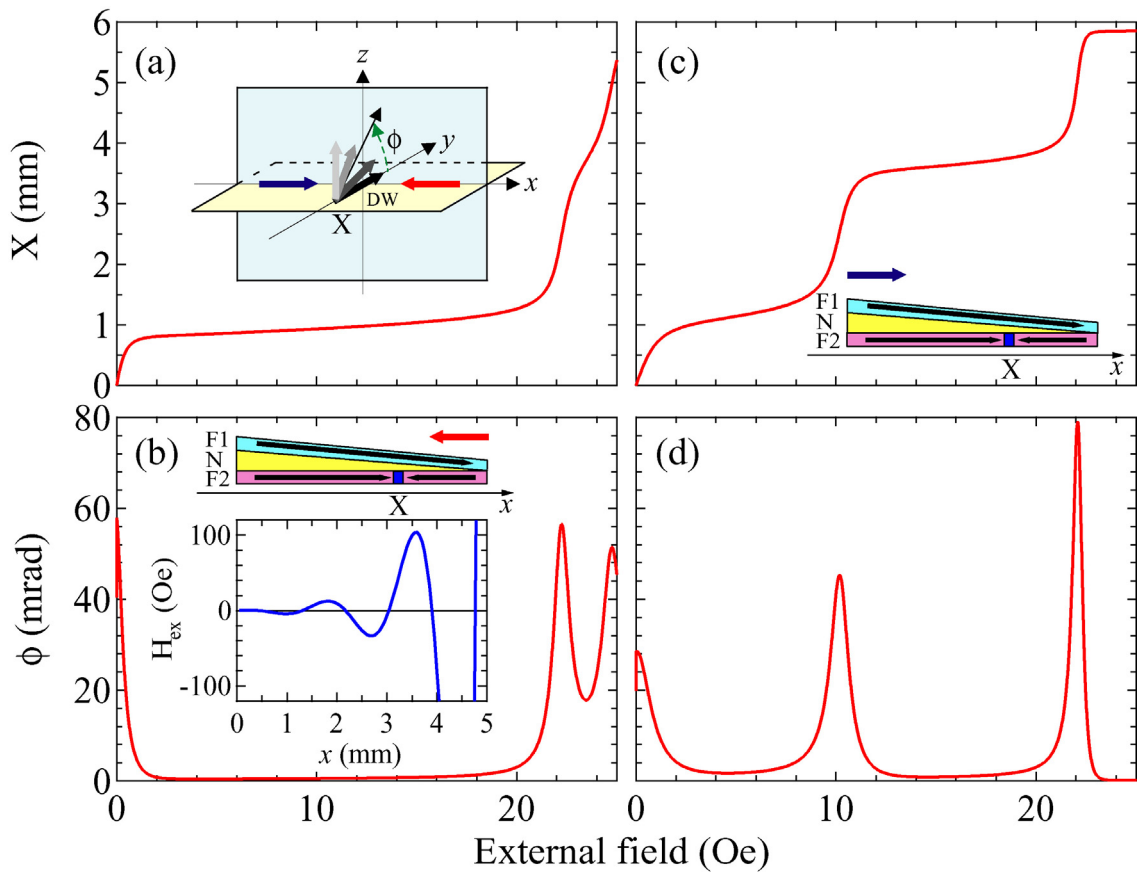 6
5
4
3
2
1
0
X (mm)
(a)
z
ϕ
y
x
DW
X
(c)
F1
N
F2
X
x
80
60
40
20
0
ϕ (mrad)
(b)
F1
N
F2
X
x
100
0
-100
H_ex (Oe)
0 1 2 3 4 5
x (mm)
(d)
0 10 20 0 10 20
External field (Oe)